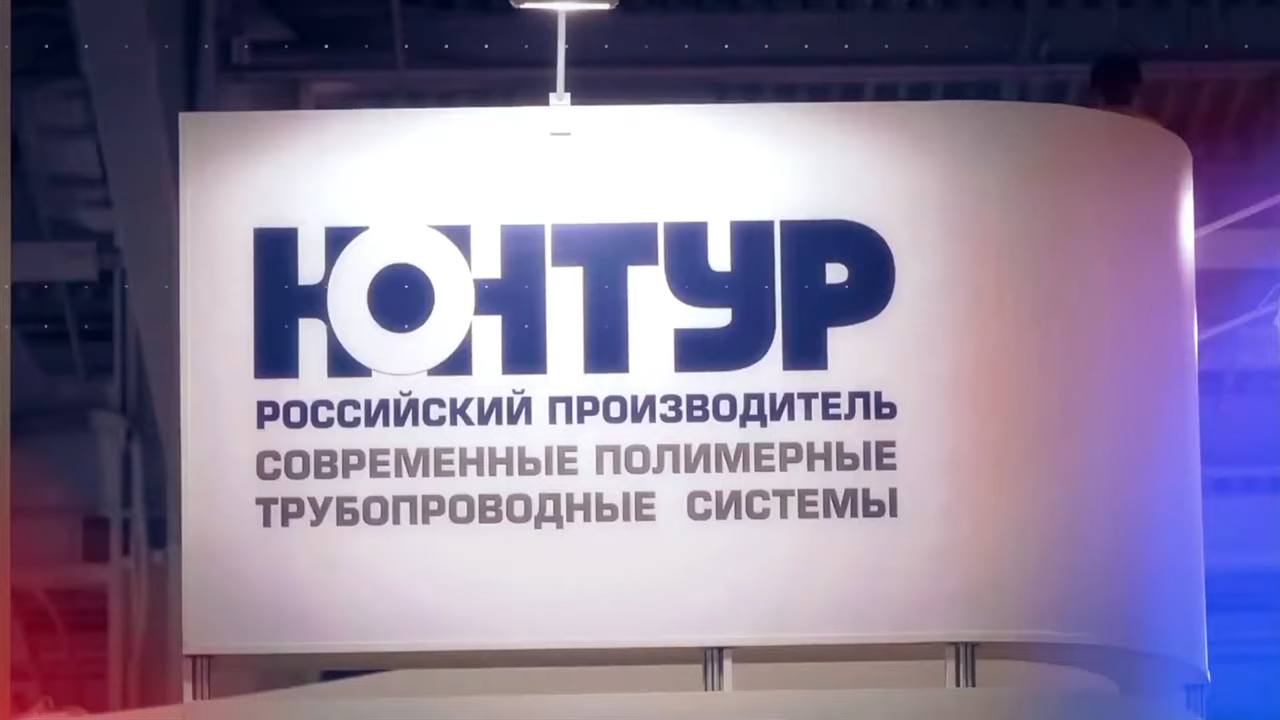 КОНТУР
РОССИЙСКИЙ ПРОИЗВОДИТЕЛЬ
СОВРЕМЕННЫЕ ПОЛИМЕРНЫЕ
ТРУБОПРОВОДНЫЕ СИСТЕМЫ